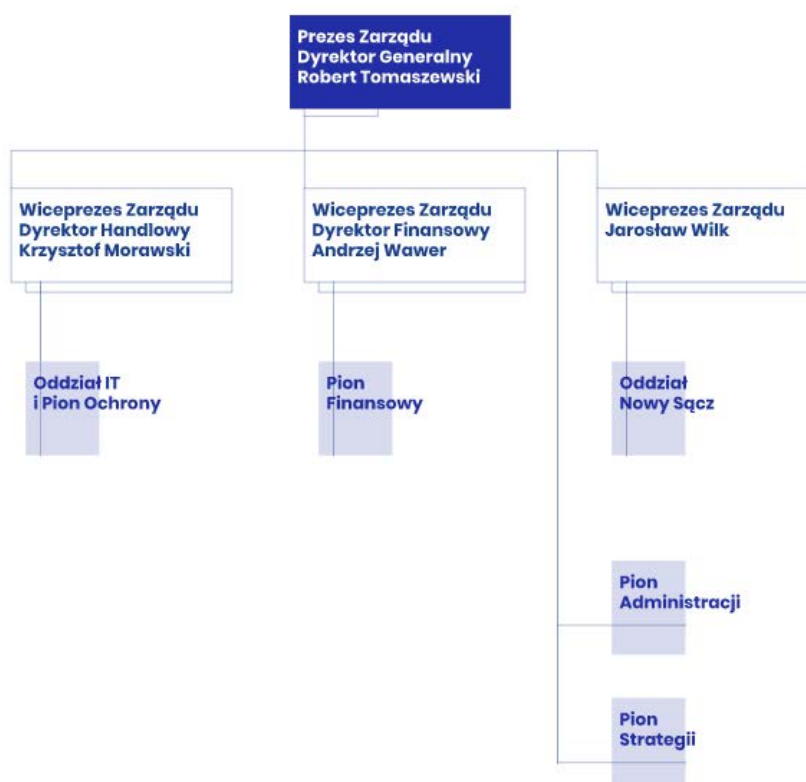 Prezes Zarządu
Dyrektor Generalny
Robert Tomaszewski
Wiceprezes Zarządu
Dyrektor Handlowy
Krzysztof Morawski
Wiceprezes Zarządu
Dyrektor Finansowy
Andrzej Wawer
Wiceprezes Zarządu
Jarosław Wilk
Oddział IT
i Pion Ochrony
Pion
Finansowy
Oddział
Nowy Sącz
Pion
Administracji
Pion
Strategii